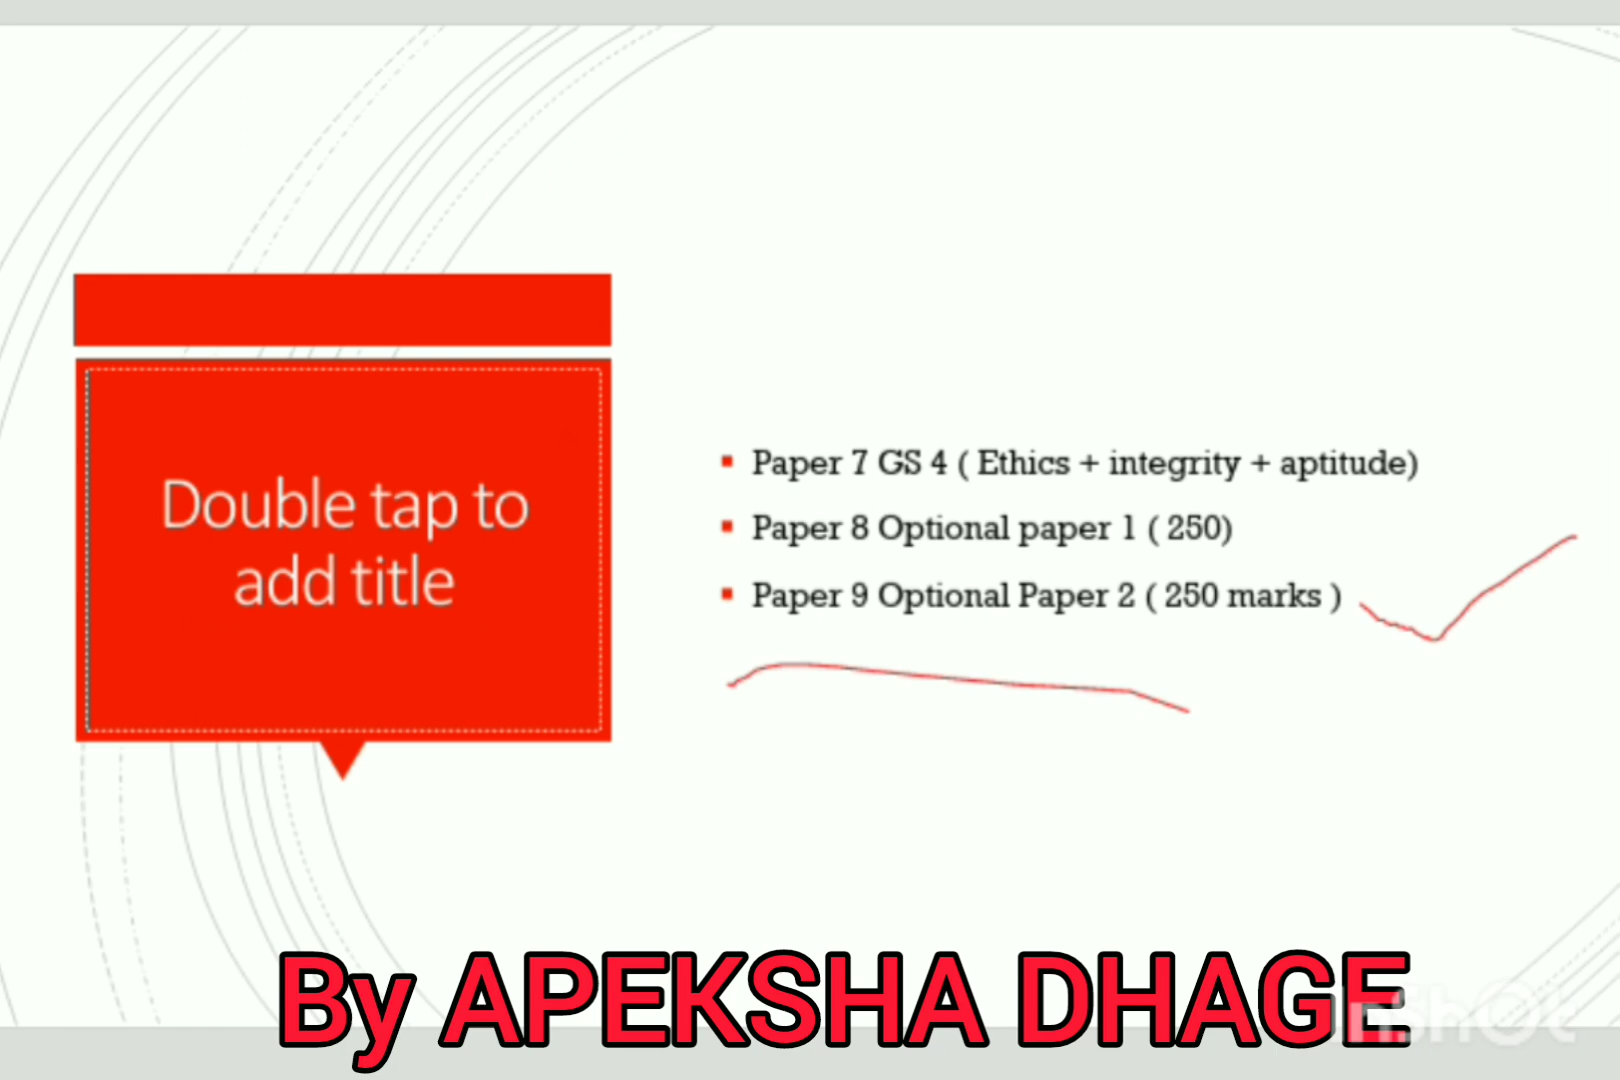 Double tap to
add title
Paper 7 GS 4 ( Ethics + integrity + aptitude)
Paper 8 Optional paper 1 ( 250)
Paper 9 Optional Paper 2 ( 250 marks )
By APEKSHA DHAGE
InShOt